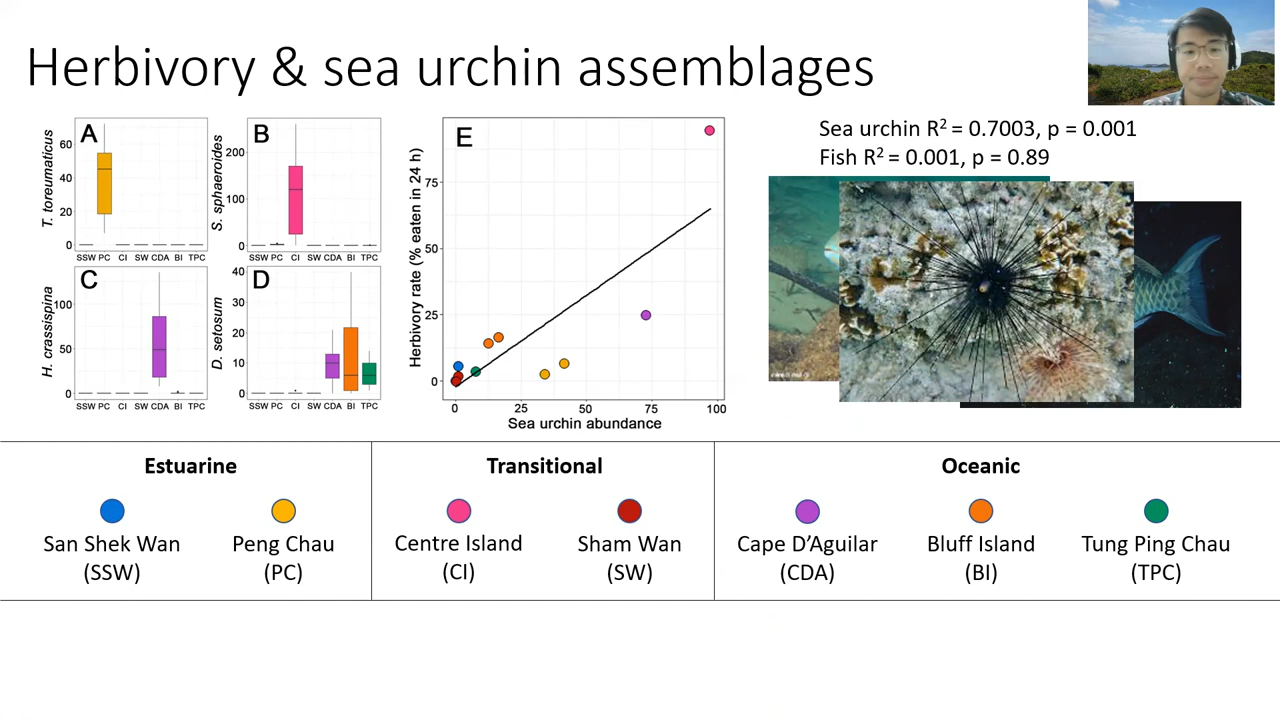 Herbivory & sea urchin assemblages
A
T. toreumaticus
60
40
20
0
SSW PC CI SW CDA BI TPC
B
S. sphaeroides
200
100
0
SSW PC CI SW CDA BI TPC
C
H. crassispina
100
50
0
SSW PC CI SW CDA BI TPC
D
D. setosum
40
30
20
10
0
SSW PC CI SW CDA BI TPC
E
Herbivory rate (% eaten in 24 h)
75
50
25
0
0 25 50 75 100
Sea urchin abundance
Sea urchin R² = 0.7003, p = 0.001
Fish R² = 0.001, p = 0.89
Estuarine Transitional Oceanic
San Shek Wan Peng Chau Centre Island Sham Wan Cape D’Aguilar Bluff Island Tung Ping Chau
(SSW) (PC) (CI) (SW) (CDA) (BI) (TPC)